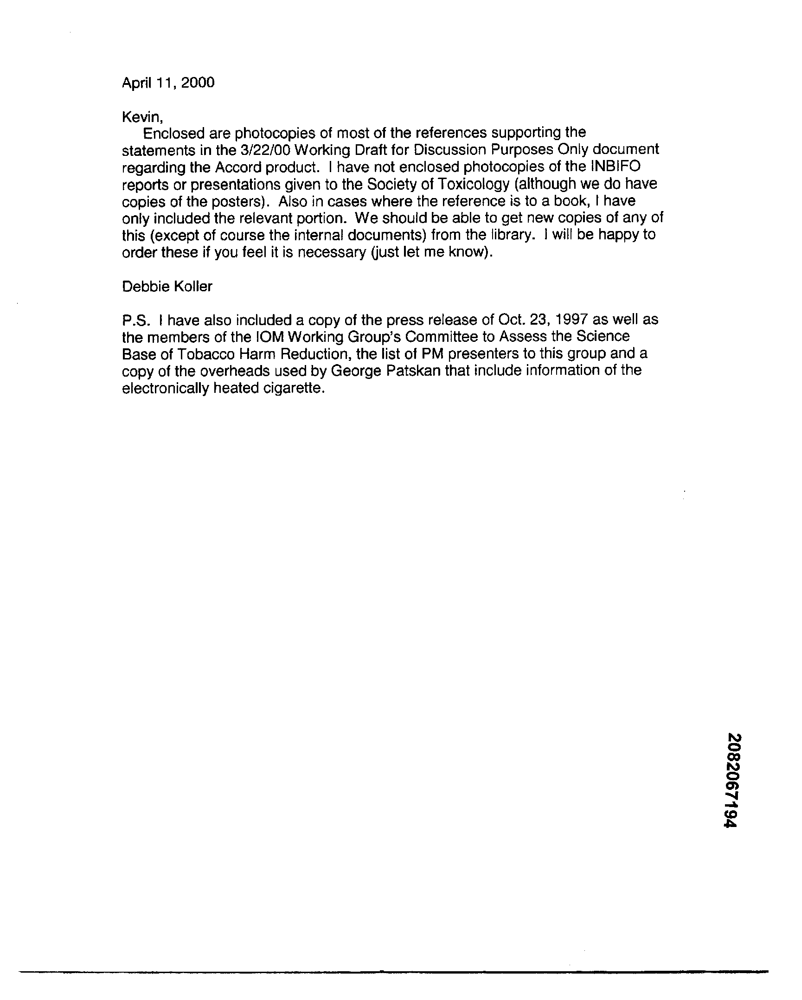 April 11, 2000
Kevin,
Enclosed are photocopies of most of the references supporting the
statements in the 3/22/00 Working Draft for Discussion Purposes Only document
regarding the Accord product. I have not enclosed photocopies of the INBIFO
reports or presentations given to the Society of Toxicology (although we do have
copies of the posters). Also in cases where the reference is to a book, I have
only included the relevant portion. We should be able to get new copies of any of
this (except of course the internal documents) from the library. I will be happy to
order these if you feel it is necessary (just let me know).
Debbie Koller
P.S. I have also included a copy of the press release of Oct. 23, 1997 as well as
the members of the IOM Working Group's Committee to Assess the Science
Base of Tobacco Harm Reduction, the list of PM presenters to this group and a
copy of the overheads used by George Patskan that include information of the
electronically heated cigarette.
2082067194